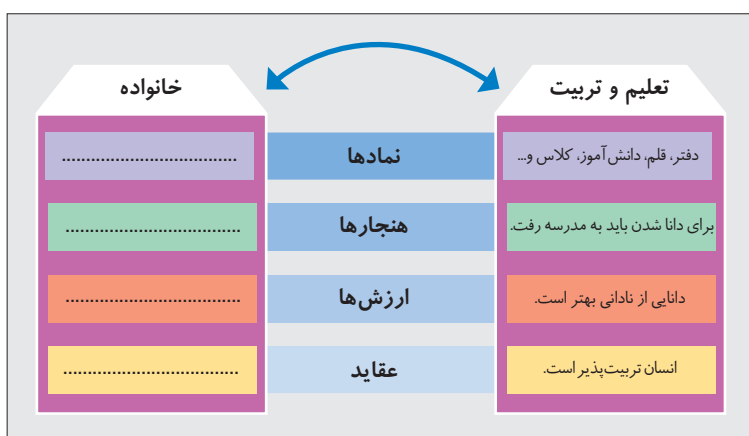 تعلیم و تربیت
خانواده
دفتر، قلم، دانش‌آموز، کلاس و...
نمادها
....................................
برای دانا شدن باید به مدرسه رفت.
هنجارها
....................................
دانایی از نادانی بهتر است.
ارزش‌ها
....................................
انسان تربیت‌پذیر است.
عقاید
....................................